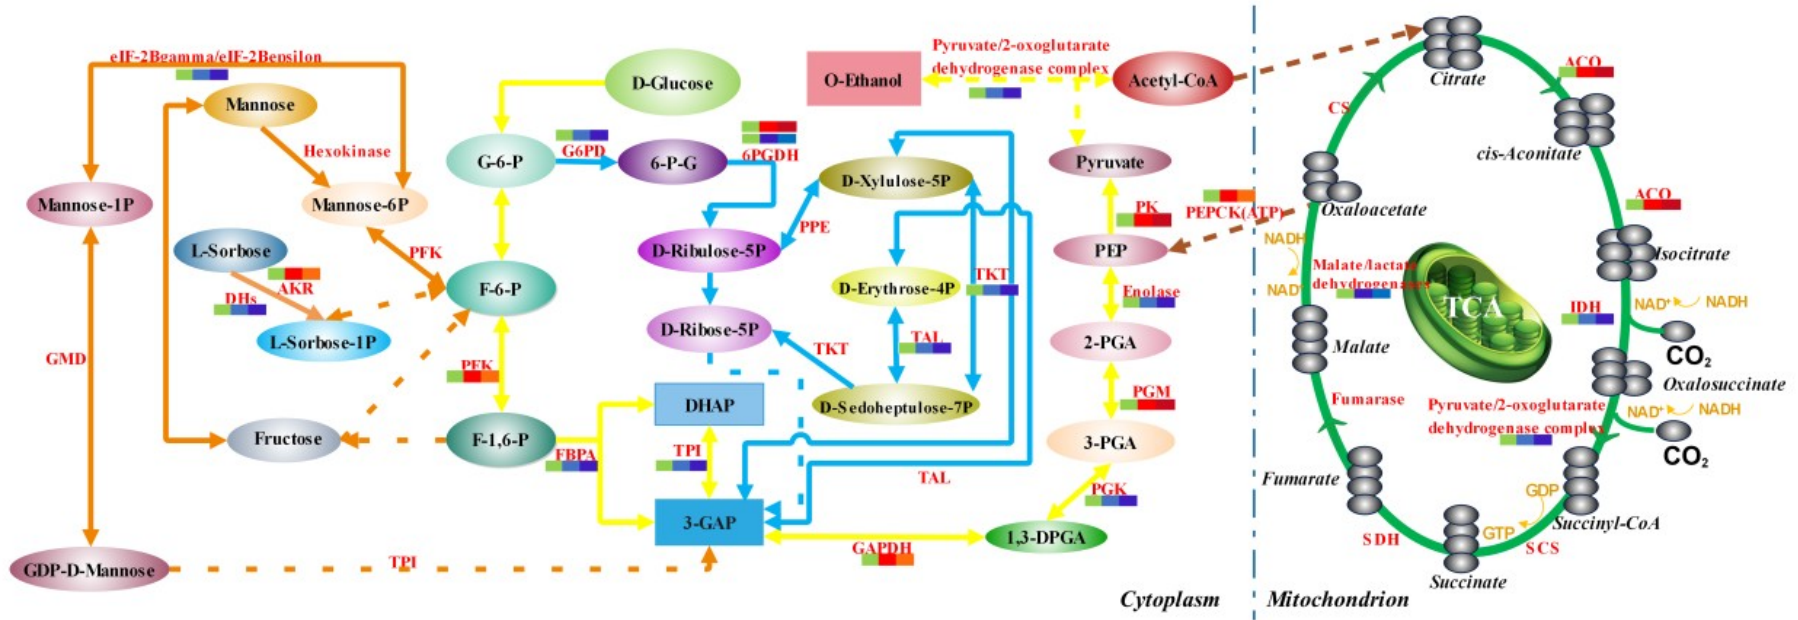 eIF-2Bgamma/eIF-2Bepsilon
Mannose
Hexokinase
Mannose-1P
Mannose-6P
L-Sorbose
AKR
DHs
L-Sorbose-1P
PFK
GMD
Fructose
GDP-D-Mannose
TPI
D-Glucose
G-6-P
G6PD
6-P-G
6PGDH
F-6-P
PFK
F-1,6-P
FBPA
DHAP
TPI
3-GAP
D-Ribulose-5P
PPE
D-Xylulose-5P
D-Ribose-5P
D-Erythrose-4P
TKT
TAL
TKT
D-Sedoheptulose-7P
TAL
GAPDH
1,3-DPGA
PGK
3-PGA
PGM
2-PGA
Enolase
PEP
PK
PEPCK(ATP)
Pyruvate
O-Ethanol
Pyruvate/2-oxoglutarate
dehydrogenase complex
Acetyl-CoA
Cytoplasm
Mitochondrion
Citrate
ACO
cis-Aconitate
ACO
Isocitrate
IDH
NAD+
NADH
CO2
Oxalosuccinate
NAD+
NADH
CO2
Pyruvate/2-oxoglutarate
dehydrogenase complex
Succinyl-CoA
GDP
GTP
SCS
Succinate
SDH
Fumarate
Fumarase
Malate
Malate/lactate
dehydrogenases
NADH
NAD+
Oxaloacetate
CS
TCA